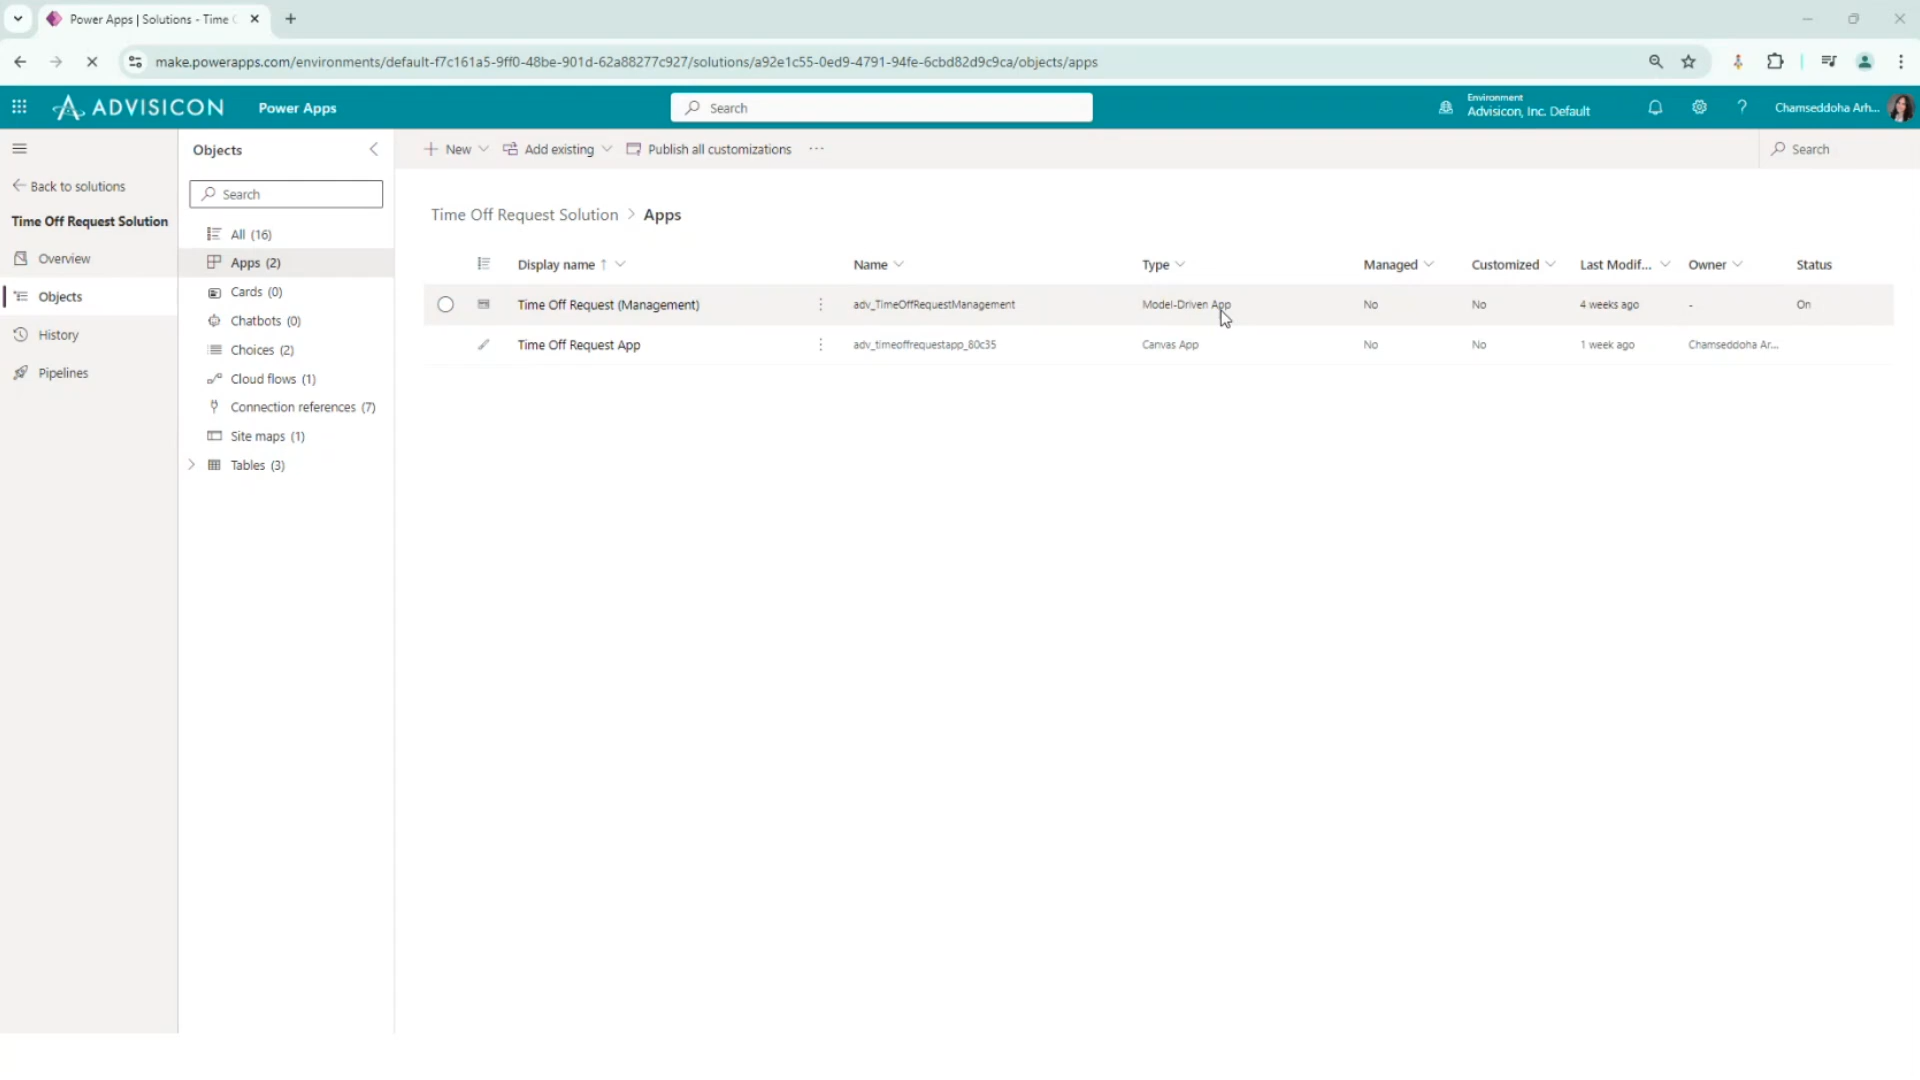 Power Apps | Solutions - Time
make.powerapps.com/environments/default-f7c161a5-9ff0-48be-901d-62a88277c927/solutions/a92e1c55-0ed9-4791-94fe-6cbd82d9c9ca/objects/apps
ADVISICON
Power Apps
Search
Environment
Advisicon, Inc. Default
?
Chamseddoha Arh...
Objects
+ New
Add existing
Publish all customizations
...
Search
Back to solutions
Search
Time Off Request Solution
Overview
Objects
History
Pipelines
All (16)
Apps (2)
Cards (0)
Chatbots (0)
Choices (2)
Cloud flows (1)
Connection references (7)
Site maps (1)
Tables (3)
Time Off Request Solution > Apps
Display name ↑ Name Type Managed Customized Last Modif... Owner Status
Time Off Request (Management) adv_TimeOffRequestManagement Model-Driven App No No 4 weeks ago - On
Time Off Request App adv_timeoffrequestapp_80c35 Canvas App No No 1 week ago Chamseddoha Ar...